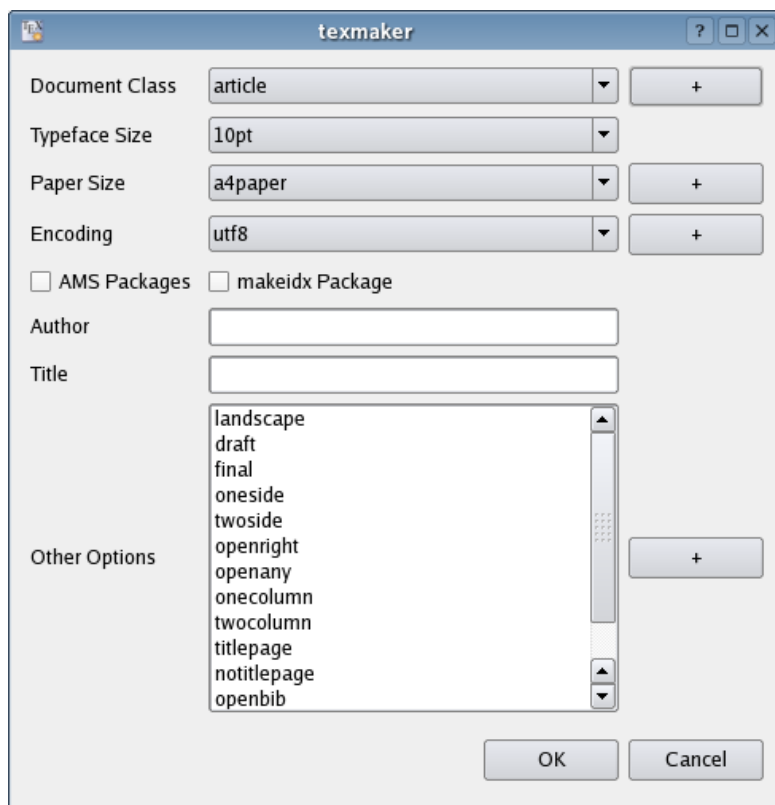 texmaker
Document Class article +
Typeface Size 10pt
Paper Size a4paper +
Encoding utf8 +
AMS Packages makeidx Package
Author
Title
landscape
draft
final
oneside
twoside
openright
Other Options +
openany
onecolumn
twocolumn
titlepage
notitlepage
openbib
OK Cancel